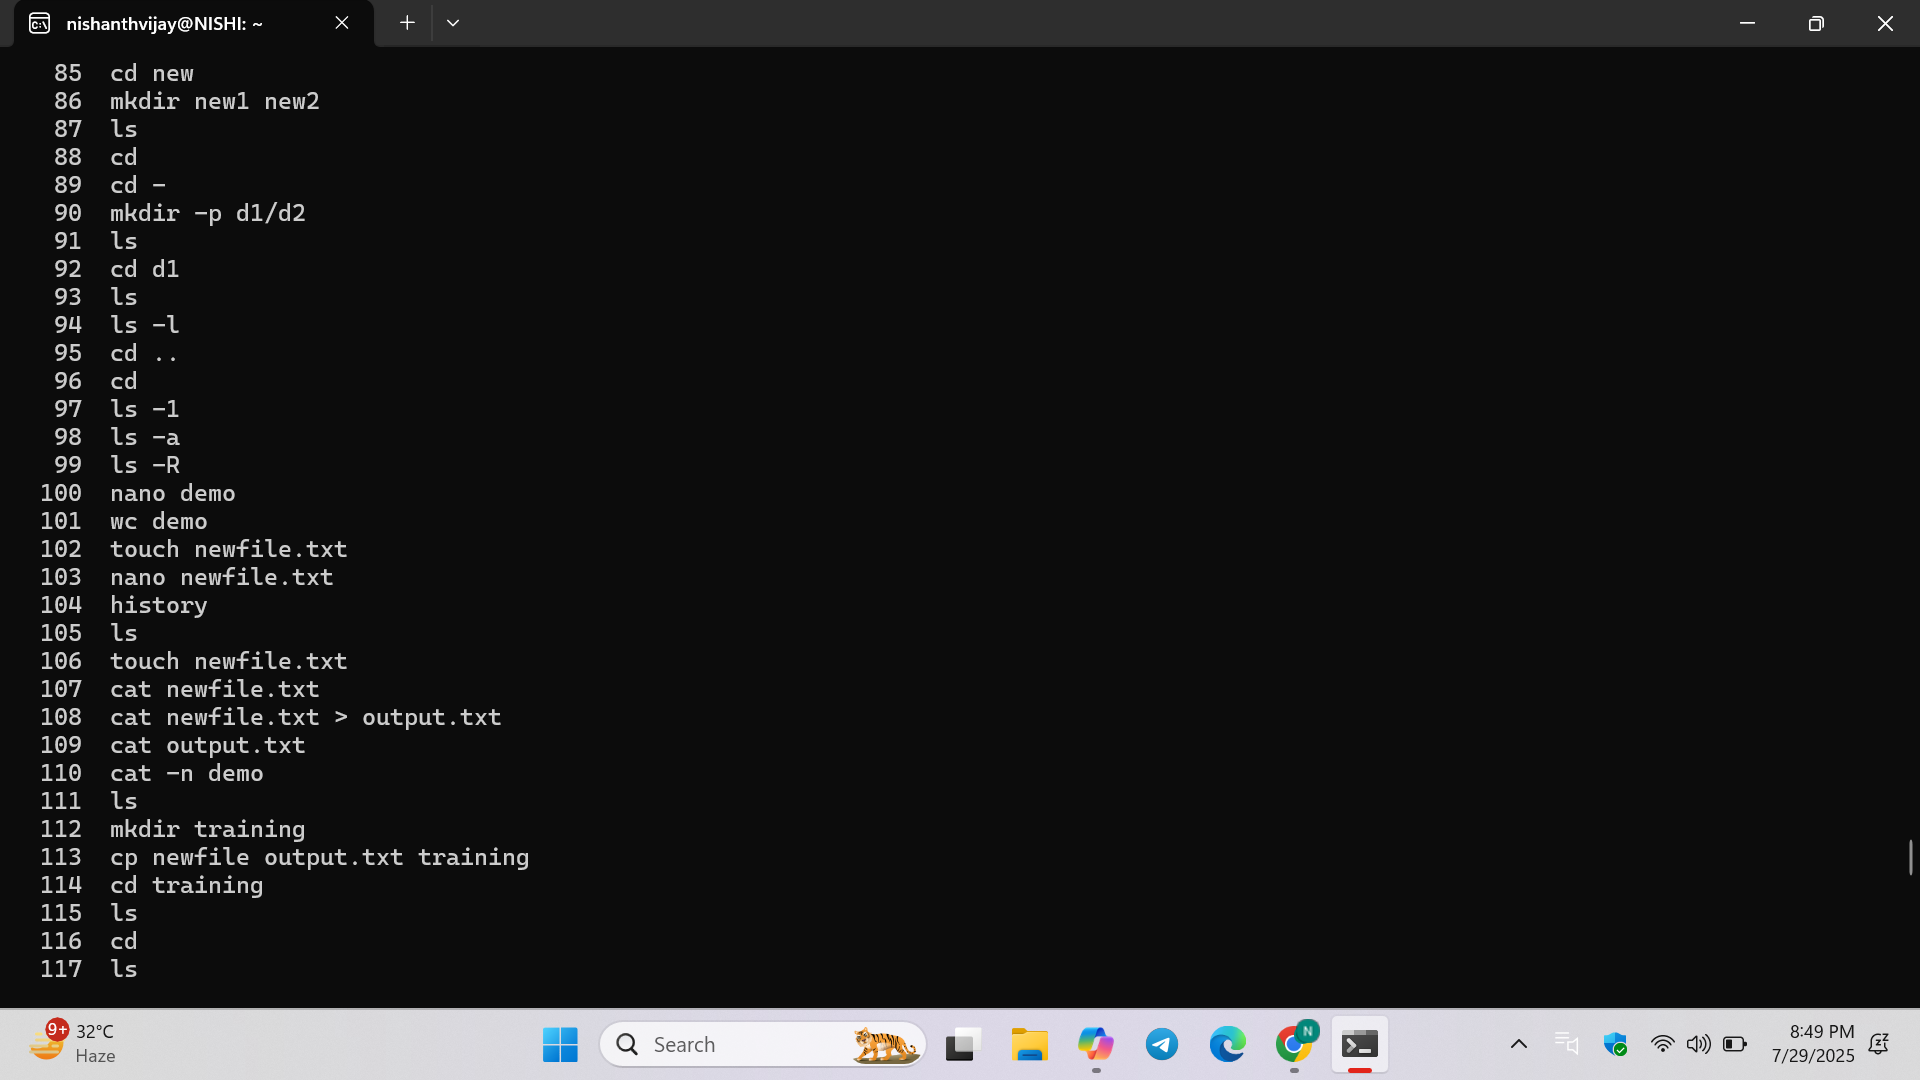 nishanthvijay@NISHI: ~
85 cd new
86 mkdir new1 new2
87 ls
88 cd
89 cd -
90 mkdir -p d1/d2
91 ls
92 cd d1
93 ls
94 ls -l
95 cd ..
96 cd
97 ls -1
98 ls -a
99 ls -R
100 nano demo
101 wc demo
102 touch newfile.txt
103 nano newfile.txt
104 history
105 ls
106 touch newfile.txt
107 cat newfile.txt
108 cat newfile.txt > output.txt
109 cat output.txt
110 cat -n demo
111 ls
112 mkdir training
113 cp newfile output.txt training
114 cd training
115 ls
116 cd
117 ls
9+ 32°C
Haze
Search
N
8:49 PM
7/29/2025